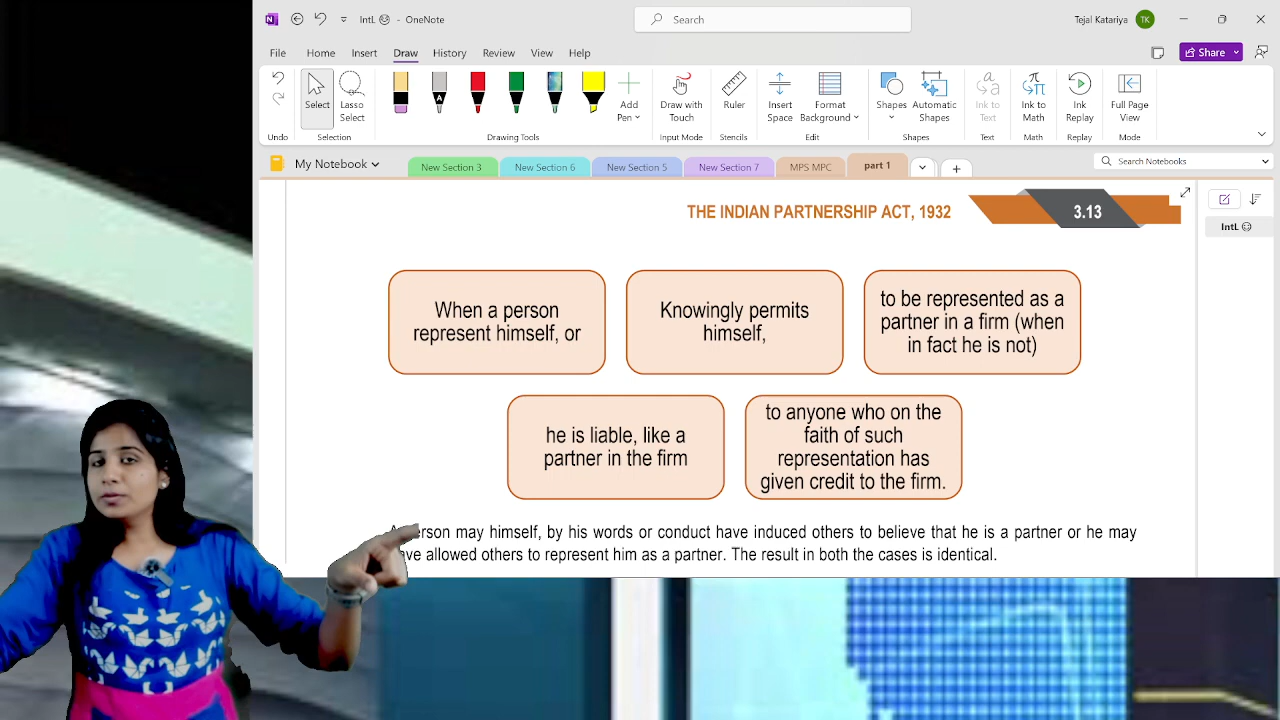 IntL - OneNote
Search
Tejal Katariya
TK
File
Home
Insert
Draw
History
Review
View
Help
Share
Select
Lasso
Select
A
Add
Pen
Draw with
Touch
Ruler
Insert
Space
Format
Background
Shapes
Automatic
Shapes
Ink to
Text
Ink to
Math
Ink
Replay
Full Page
View
Undo
Selection
Drawing Tools
Input Mode
Stencils
Edit
Shapes
Text
Math
Replay
Mode
My Notebook
New Section 3
New Section 6
New Section 5
New Section 7
MPS MPC
part 1
Search Notebooks
IntL
THE INDIAN PARTNERSHIP ACT, 1932
3.13
When a person
represent himself, or
Knowingly permits
himself,
to be represented as a
partner in a firm (when
in fact he is not)
he is liable, like a
partner in the firm
to anyone who on the
faith of such
representation has
given credit to the firm.
may himself, by his words or conduct have induced others to believe that he is a partner or he may
allowed others to represent him as a partner. The result in both the cases is identical.